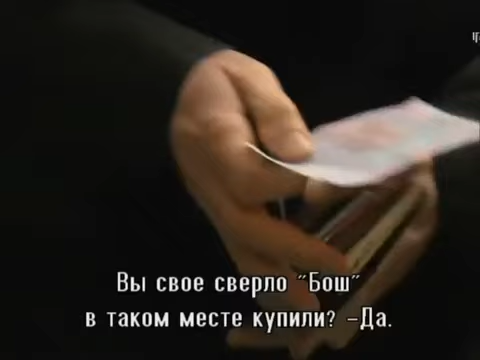 Вы свое сверло "Бош"
в таком месте купили? -Да.